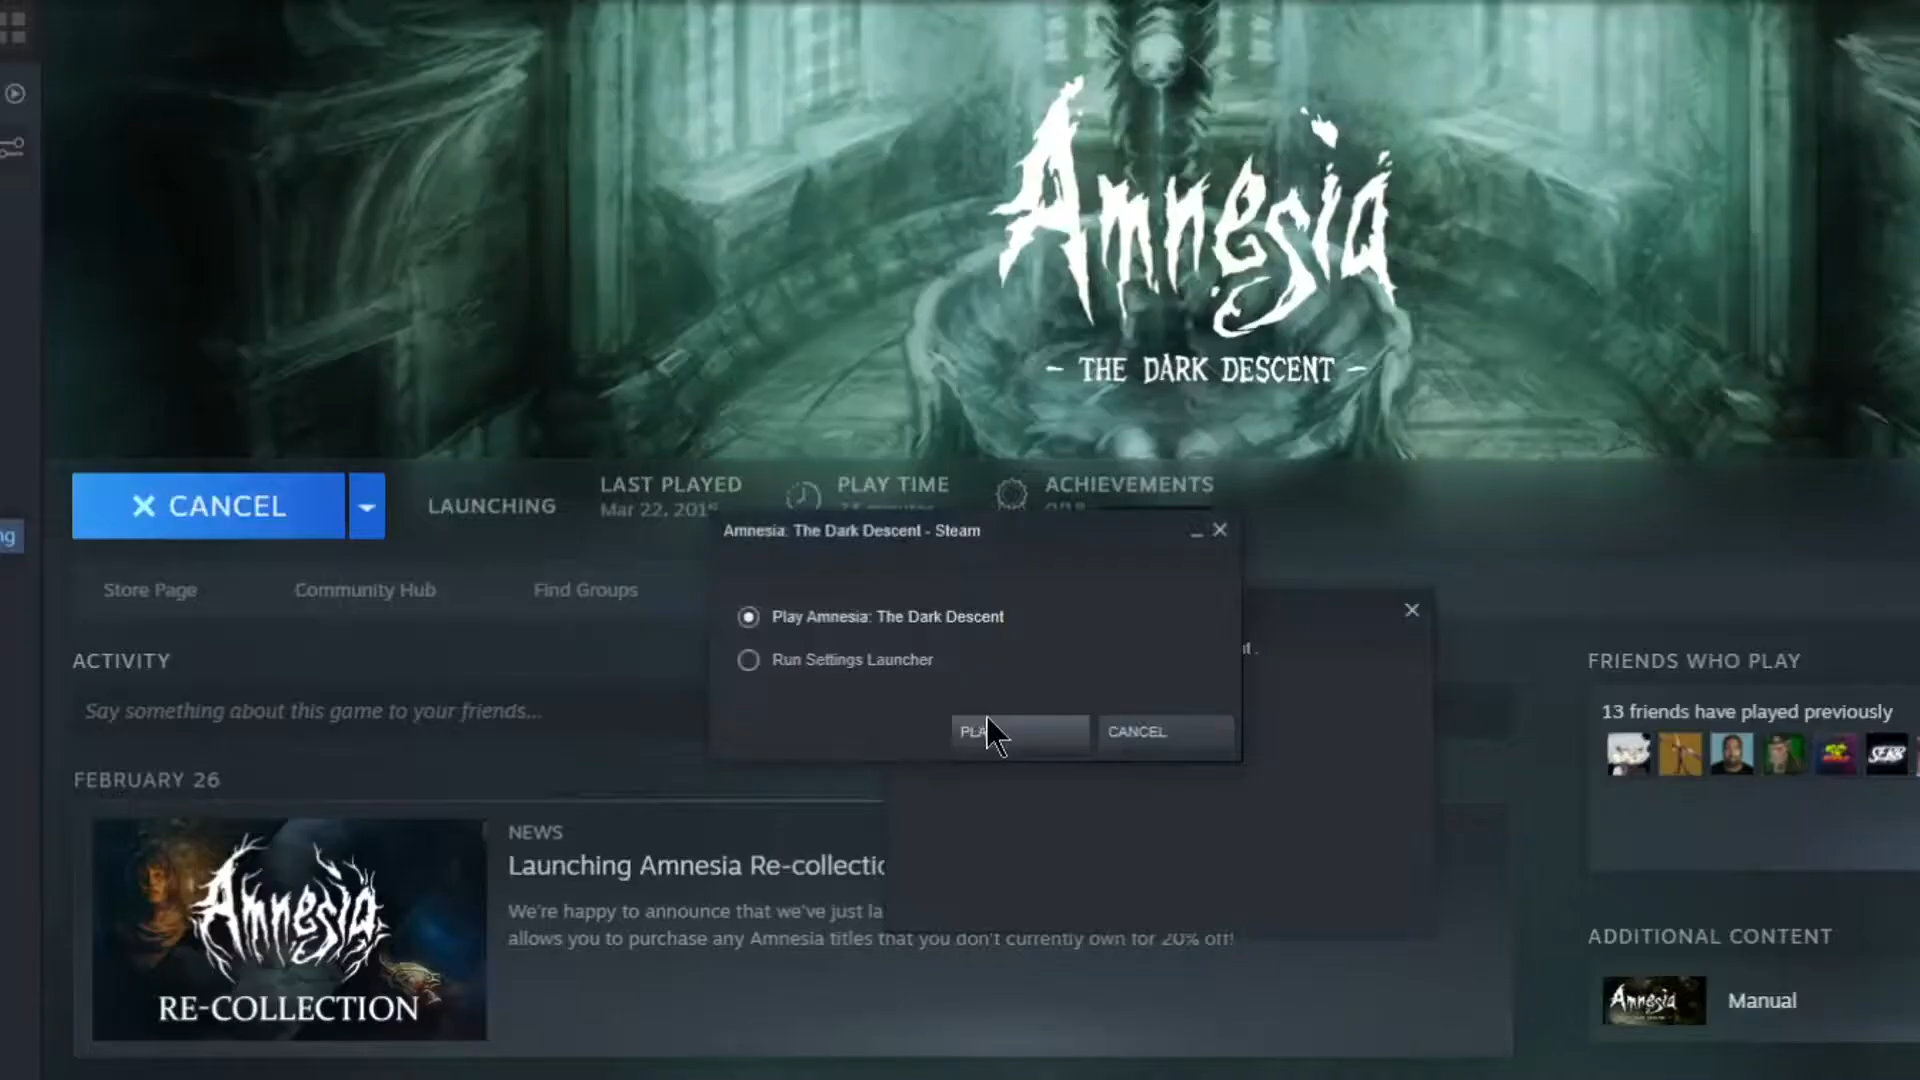 Amnesia
- THE DARK DESCENT -
CANCEL
LAUNCHING
LAST PLAYED
PLAY TIME
ACHIEVEMENTS
Amnesia: The Dark Descent - Steam
Store Page
Community Hub
Find Groups
Play Amnesia: The Dark Descent
Run Settings Launcher
CANCEL
ACTIVITY
Say something about this game to your friends...
FRIENDS WHO PLAY
13 friends have played previously
FEBRUARY 26
Amnesia
RE-COLLECTION
NEWS
Launching Amnesia Re-collectio
We're happy to announce that we've just la
allows you to purchase any Amnesia titles that you don't currently own for 20% off!
ADDITIONAL CONTENT
Amnesia
Manual